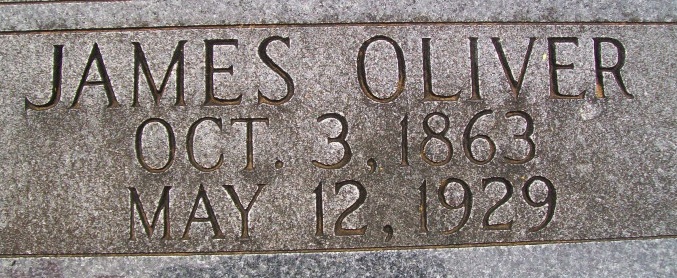 JAMES OLIVER
OCT. 3, 1863
MAY 12, 1929